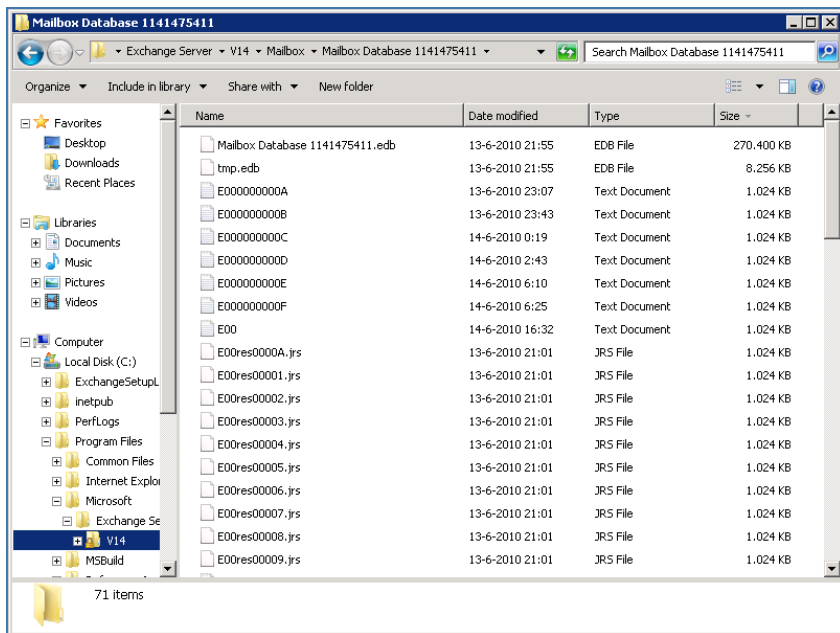 Mailbox Database 1141475411
Exchange Server V14 Mailbox Mailbox Database 1141475411 Search Mailbox Database 1141475411
Organize Include in library Share with New folder
Favorites
Desktop
Downloads
Recent Places
Libraries
Documents
Music
Pictures
Videos
Computer
Local Disk (C:)
ExchangeSetupL
inetpub
PerfLogs
Program Files
Common Files
Internet Explo
Microsoft
Exchange Se
V14
MSBuild
Name Date modified Type Size
Mailbox Database 1141475411.edb 13-6-2010 21:55 EDB File 270.400 KB
tmp.edb 13-6-2010 21:55 EDB File 8.256 KB
E000000000A 13-6-2010 23:07 Text Document 1.024 KB
E000000000B 13-6-2010 23:43 Text Document 1.024 KB
E000000000C 14-6-2010 0:19 Text Document 1.024 KB
E000000000D 14-6-2010 2:43 Text Document 1.024 KB
E000000000E 14-6-2010 6:10 Text Document 1.024 KB
E000000000F 14-6-2010 6:25 Text Document 1.024 KB
E00 14-6-2010 16:32 Text Document 1.024 KB
E00res0000A.jrs 13-6-2010 21:01 JRS File 1.024 KB
E00res00001.jrs 13-6-2010 21:01 JRS File 1.024 KB
E00res00002.jrs 13-6-2010 21:01 JRS File 1.024 KB
E00res00003.jrs 13-6-2010 21:01 JRS File 1.024 KB
E00res00004.jrs 13-6-2010 21:01 JRS File 1.024 KB
E00res00005.jrs 13-6-2010 21:01 JRS File 1.024 KB
E00res00006.jrs 13-6-2010 21:01 JRS File 1.024 KB
E00res00007.jrs 13-6-2010 21:01 JRS File 1.024 KB
E00res00008.jrs 13-6-2010 21:01 JRS File 1.024 KB
E00res00009.jrs 13-6-2010 21:01 JRS File 1.024 KB
71 items